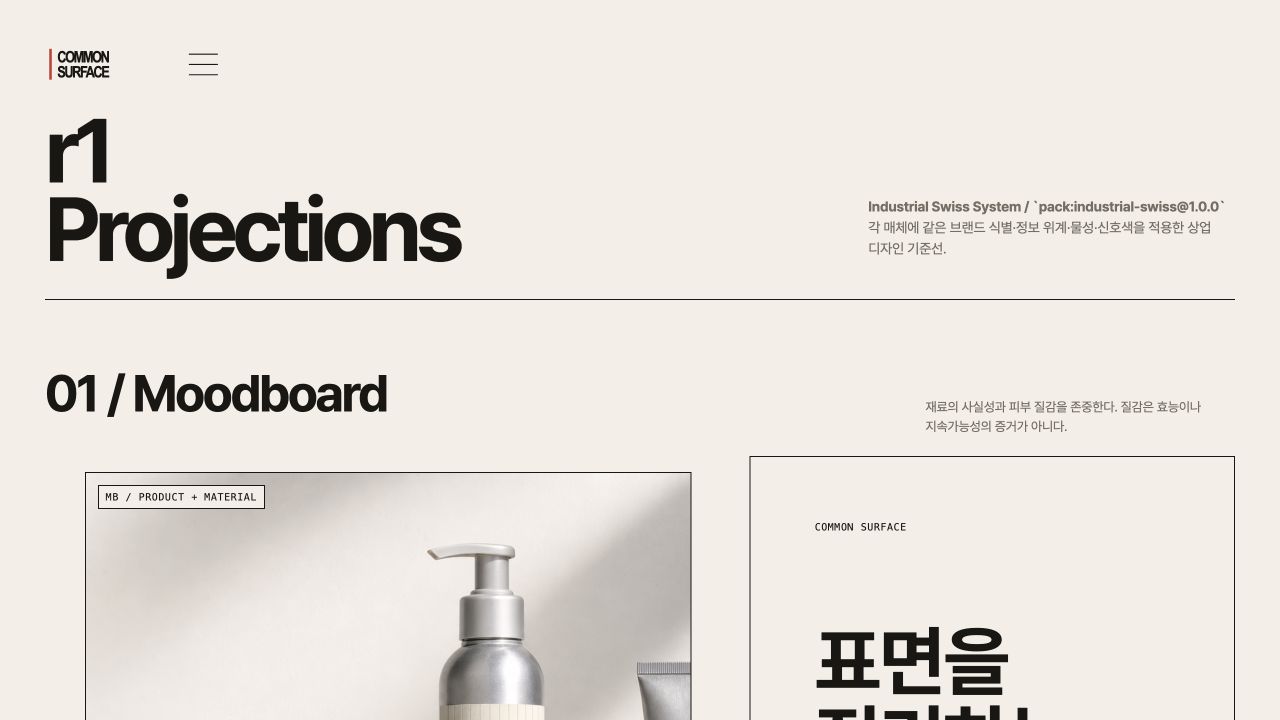 COMMON
SURFACE
r1
Projections
Industrial Swiss System / `pack:industrial-swiss@1.0.0`
각 매체에 같은 브랜드 식별·정보 위계·물성·신호색을 적용한 상업
디자인 기준선.
01 / Moodboard
재료의 사실성과 피부 질감을 존중한다. 질감은 효능이나
지속가능성의 증거가 아니다.
MB / PRODUCT + MATERIAL
COMMON SURFACE
표면을